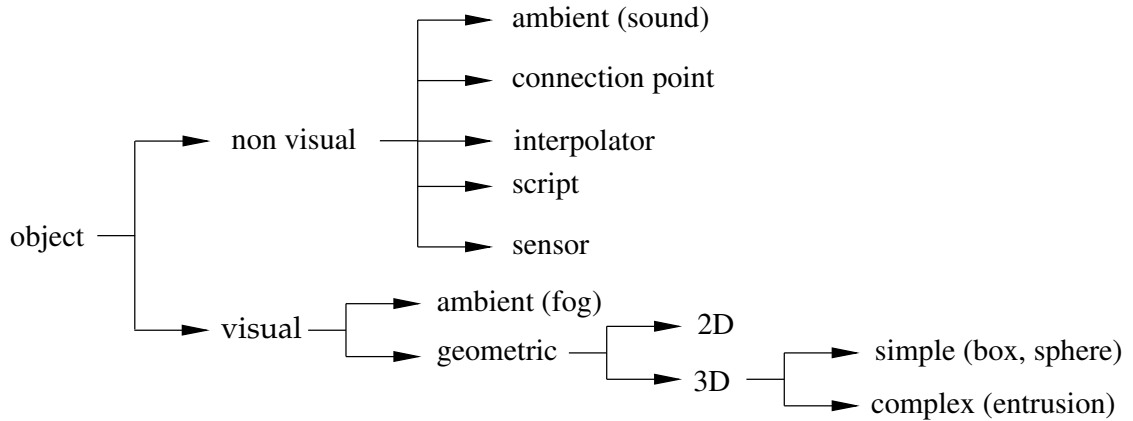 ambient (sound)
connection point
non visual
interpolator
script
object
sensor
ambient (fog)
visual
2D
geometric
simple (box, sphere)
3D
complex (entrusion)